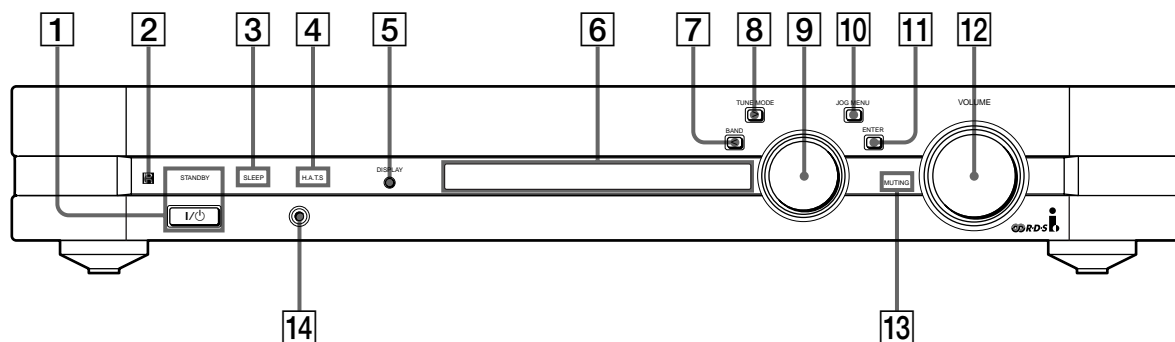 1 2 3 4 5 6 7 8 9 10 11 12
TUNE MODE JOG MENU VOLUME
BAND ENTER
STANDBY SLEEP H.A.T.S DISPLAY MUTING
I/⏻
R·D·S i
14 13